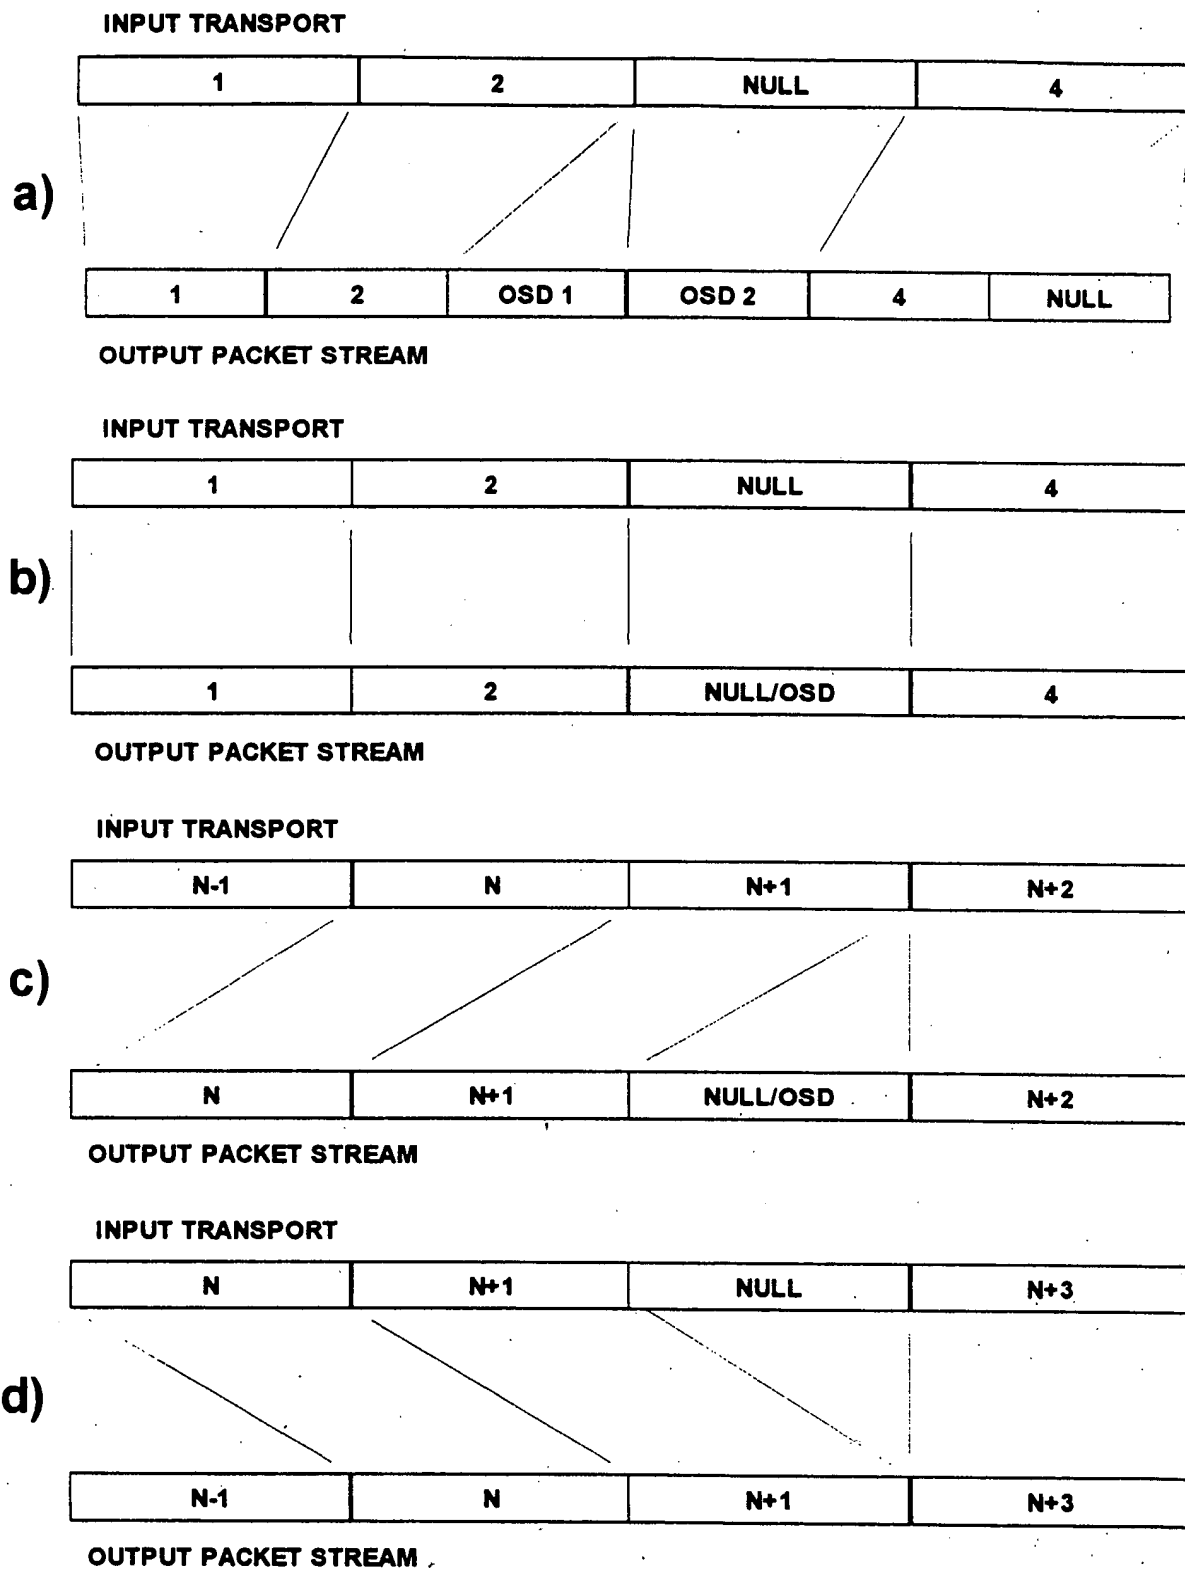 INPUT TRANSPORT
1 2 NULL 4
a)
1 2 OSD 1 OSD 2 4 NULL
OUTPUT PACKET STREAM
INPUT TRANSPORT
1 2 NULL 4
b)
1 2 NULL/OSD 4
OUTPUT PACKET STREAM
INPUT TRANSPORT
N-1 N N+1 N+2
c)
N N+1 NULL/OSD N+2
OUTPUT PACKET STREAM
INPUT TRANSPORT
N N+1 NULL N+3
d)
N-1 N N+1 N+3
OUTPUT PACKET STREAM